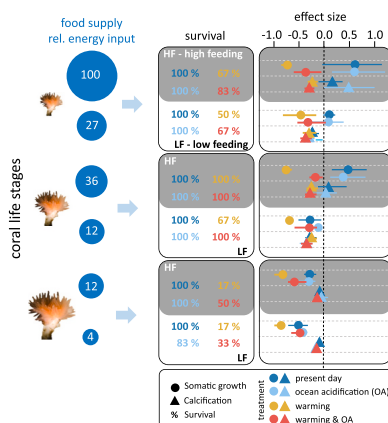 food supply
rel. energy input
survival
effect size
-1.0 -0.5 0.0 0.5 1.0
coral life stages
HF - high feeding
100
100 % 67 %
100 % 83 %
27
100 % 50 %
100 % 67 %
LF - low feeding
HF
36
100 % 100 %
100 % 100 %
12
100 % 67 %
100 % 100 %
LF
HF
12
100 % 17 %
100 % 50 %
4
100 % 17 %
83 % 33 %
LF
Somatic growth
Calcification
% Survival
treatment
present day
ocean acidification (OA)
warming
warming & OA